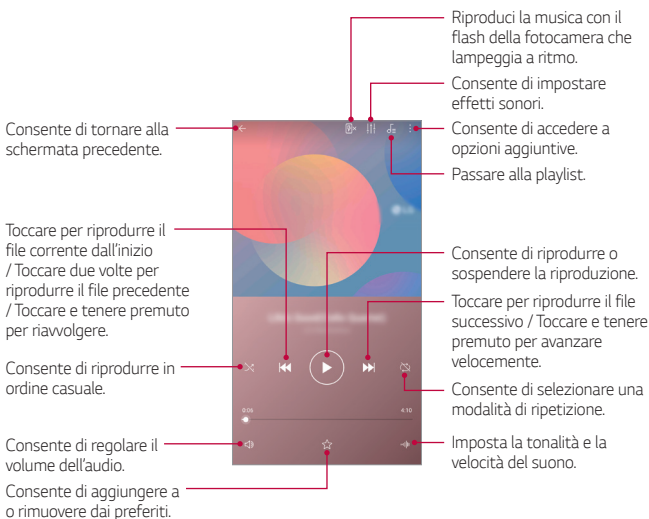 Riproduci la musica con il
flash della fotocamera che
lampeggia a ritmo.
Consente di impostare
effetti sonori.
Consente di accedere a
opzioni aggiuntive.
Passare alla playlist.
Consente di tornare alla
schermata precedente.
Toccare per riprodurre il
file corrente dall'inizio
/ Toccare due volte per
riprodurre il file precedente
/ Toccare e tenere premuto
per riavvolgere.
Consente di riprodurre o
sospendere la riproduzione.
Toccare per riprodurre il file
successivo / Toccare e tenere
premuto per avanzare
velocemente.
Consente di riprodurre in
ordine casuale.
Consente di selezionare una
modalità di ripetizione.
0:04
4:10
Consente di regolare il
volume dell'audio.
Imposta la tonalità e la
velocità del suono.
Consente di aggiungere a
o rimuovere dai preferiti.